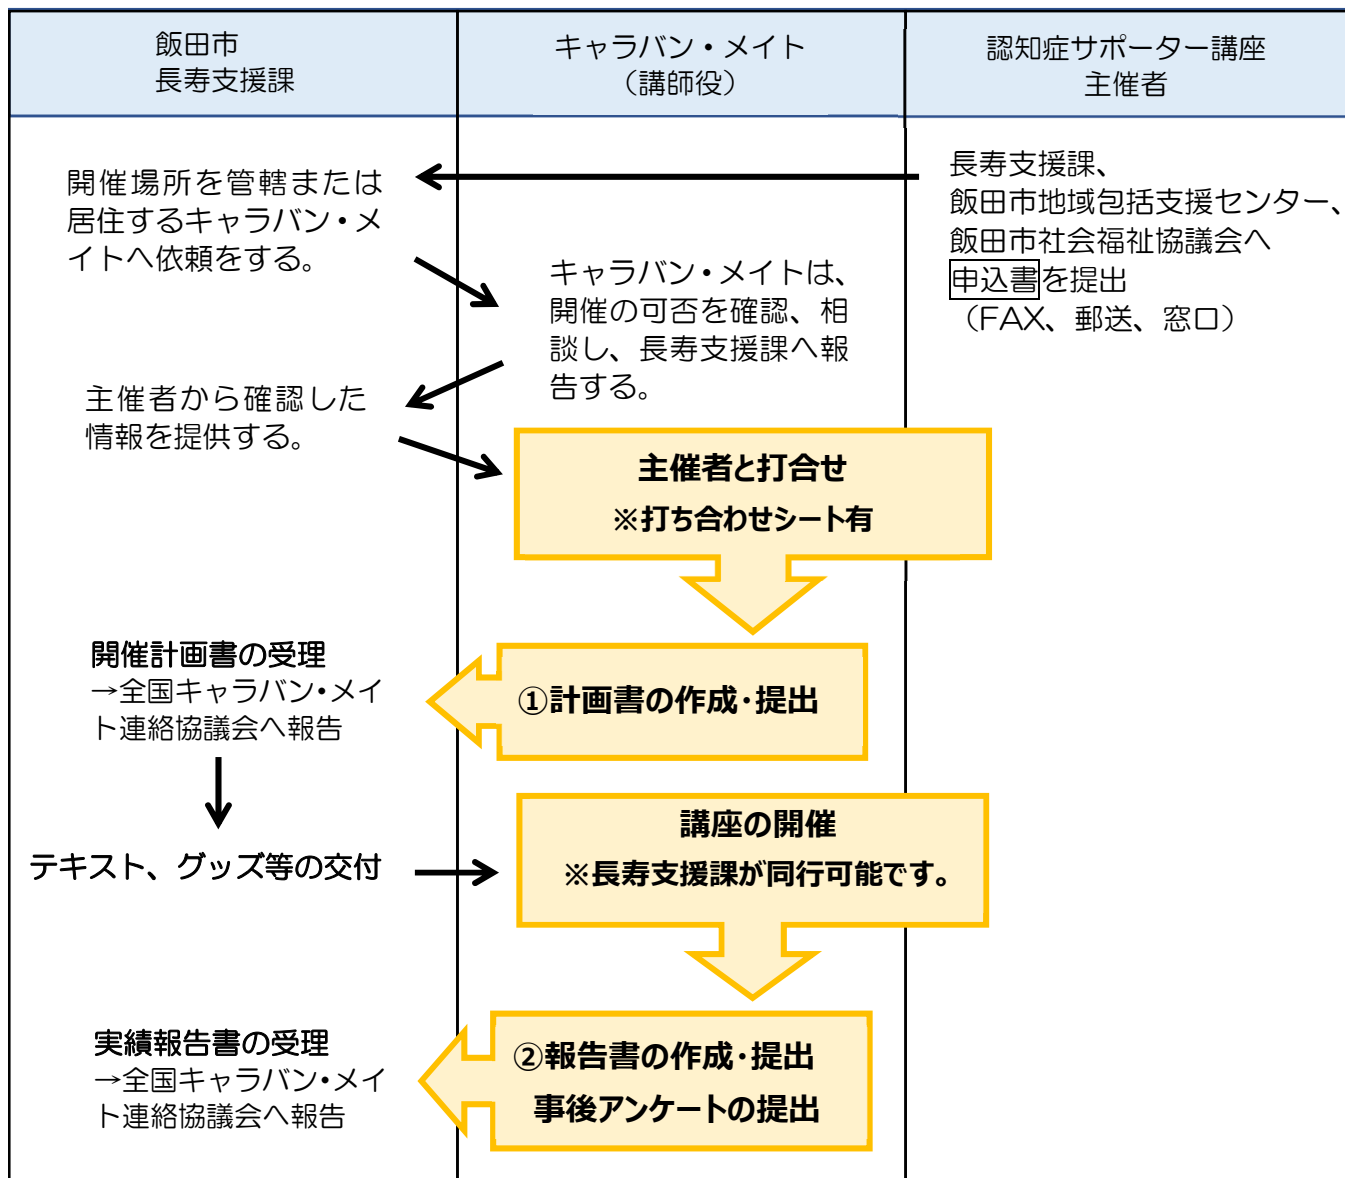 飯田市
長寿支援課
キャラバン・メイト
（講師役）
認知症サポーター講座
主催者
長寿支援課、
飯田市地域包括支援センター、
飯田市社会福祉協議会へ
申込書を提出
（FAX、郵送、窓口）
開催場所を管轄または
居住するキャラバン・メ
イトへ依頼をする。
キャラバン・メイトは、
開催の可否を確認、相
談し、長寿支援課へ報
告する。
主催者から確認した
情報を提供する。
主催者と打合せ
※打ち合わせシート有
①計画書の作成・提出
開催計画書の受理
→全国キャラバン・メイ
ト連絡協議会へ報告
テキスト、グッズ等の交付
講座の開催
※長寿支援課が同行可能です。
②報告書の作成・提出
事後アンケートの提出
実績報告書の受理
→全国キャラバン・メイ
ト連絡協議会へ報告